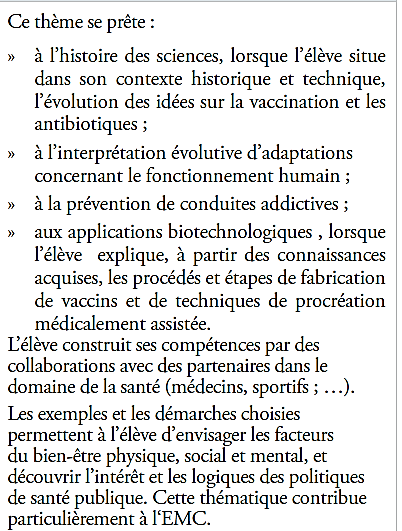 Ce thème se prête :
» à l'histoire des sciences, lorsque l'élève situe
dans son contexte historique et technique,
l'évolution des idées sur la vaccination et les
antibiotiques ;
» à l'interprétation évolutive d'adaptations
concernant le fonctionnement humain ;
» à la prévention de conduites addictives ;
» aux applications biotechnologiques , lorsque
l'élève explique, à partir des connaissances
acquises, les procédés et étapes de fabrication
de vaccins et de techniques de procréation
médicalement assistée.
L'élève construit ses compétences par des
collaborations avec des partenaires dans le
domaine de la santé (médecins, sportifs ; …).
Les exemples et les démarches choisies
permettent à l'élève d'envisager les facteurs
du bien-être physique, social et mental, et
découvrir l'intérêt et les logiques des politiques
de santé publique. Cette thématique contribue
particulièrement à l‘EMC.